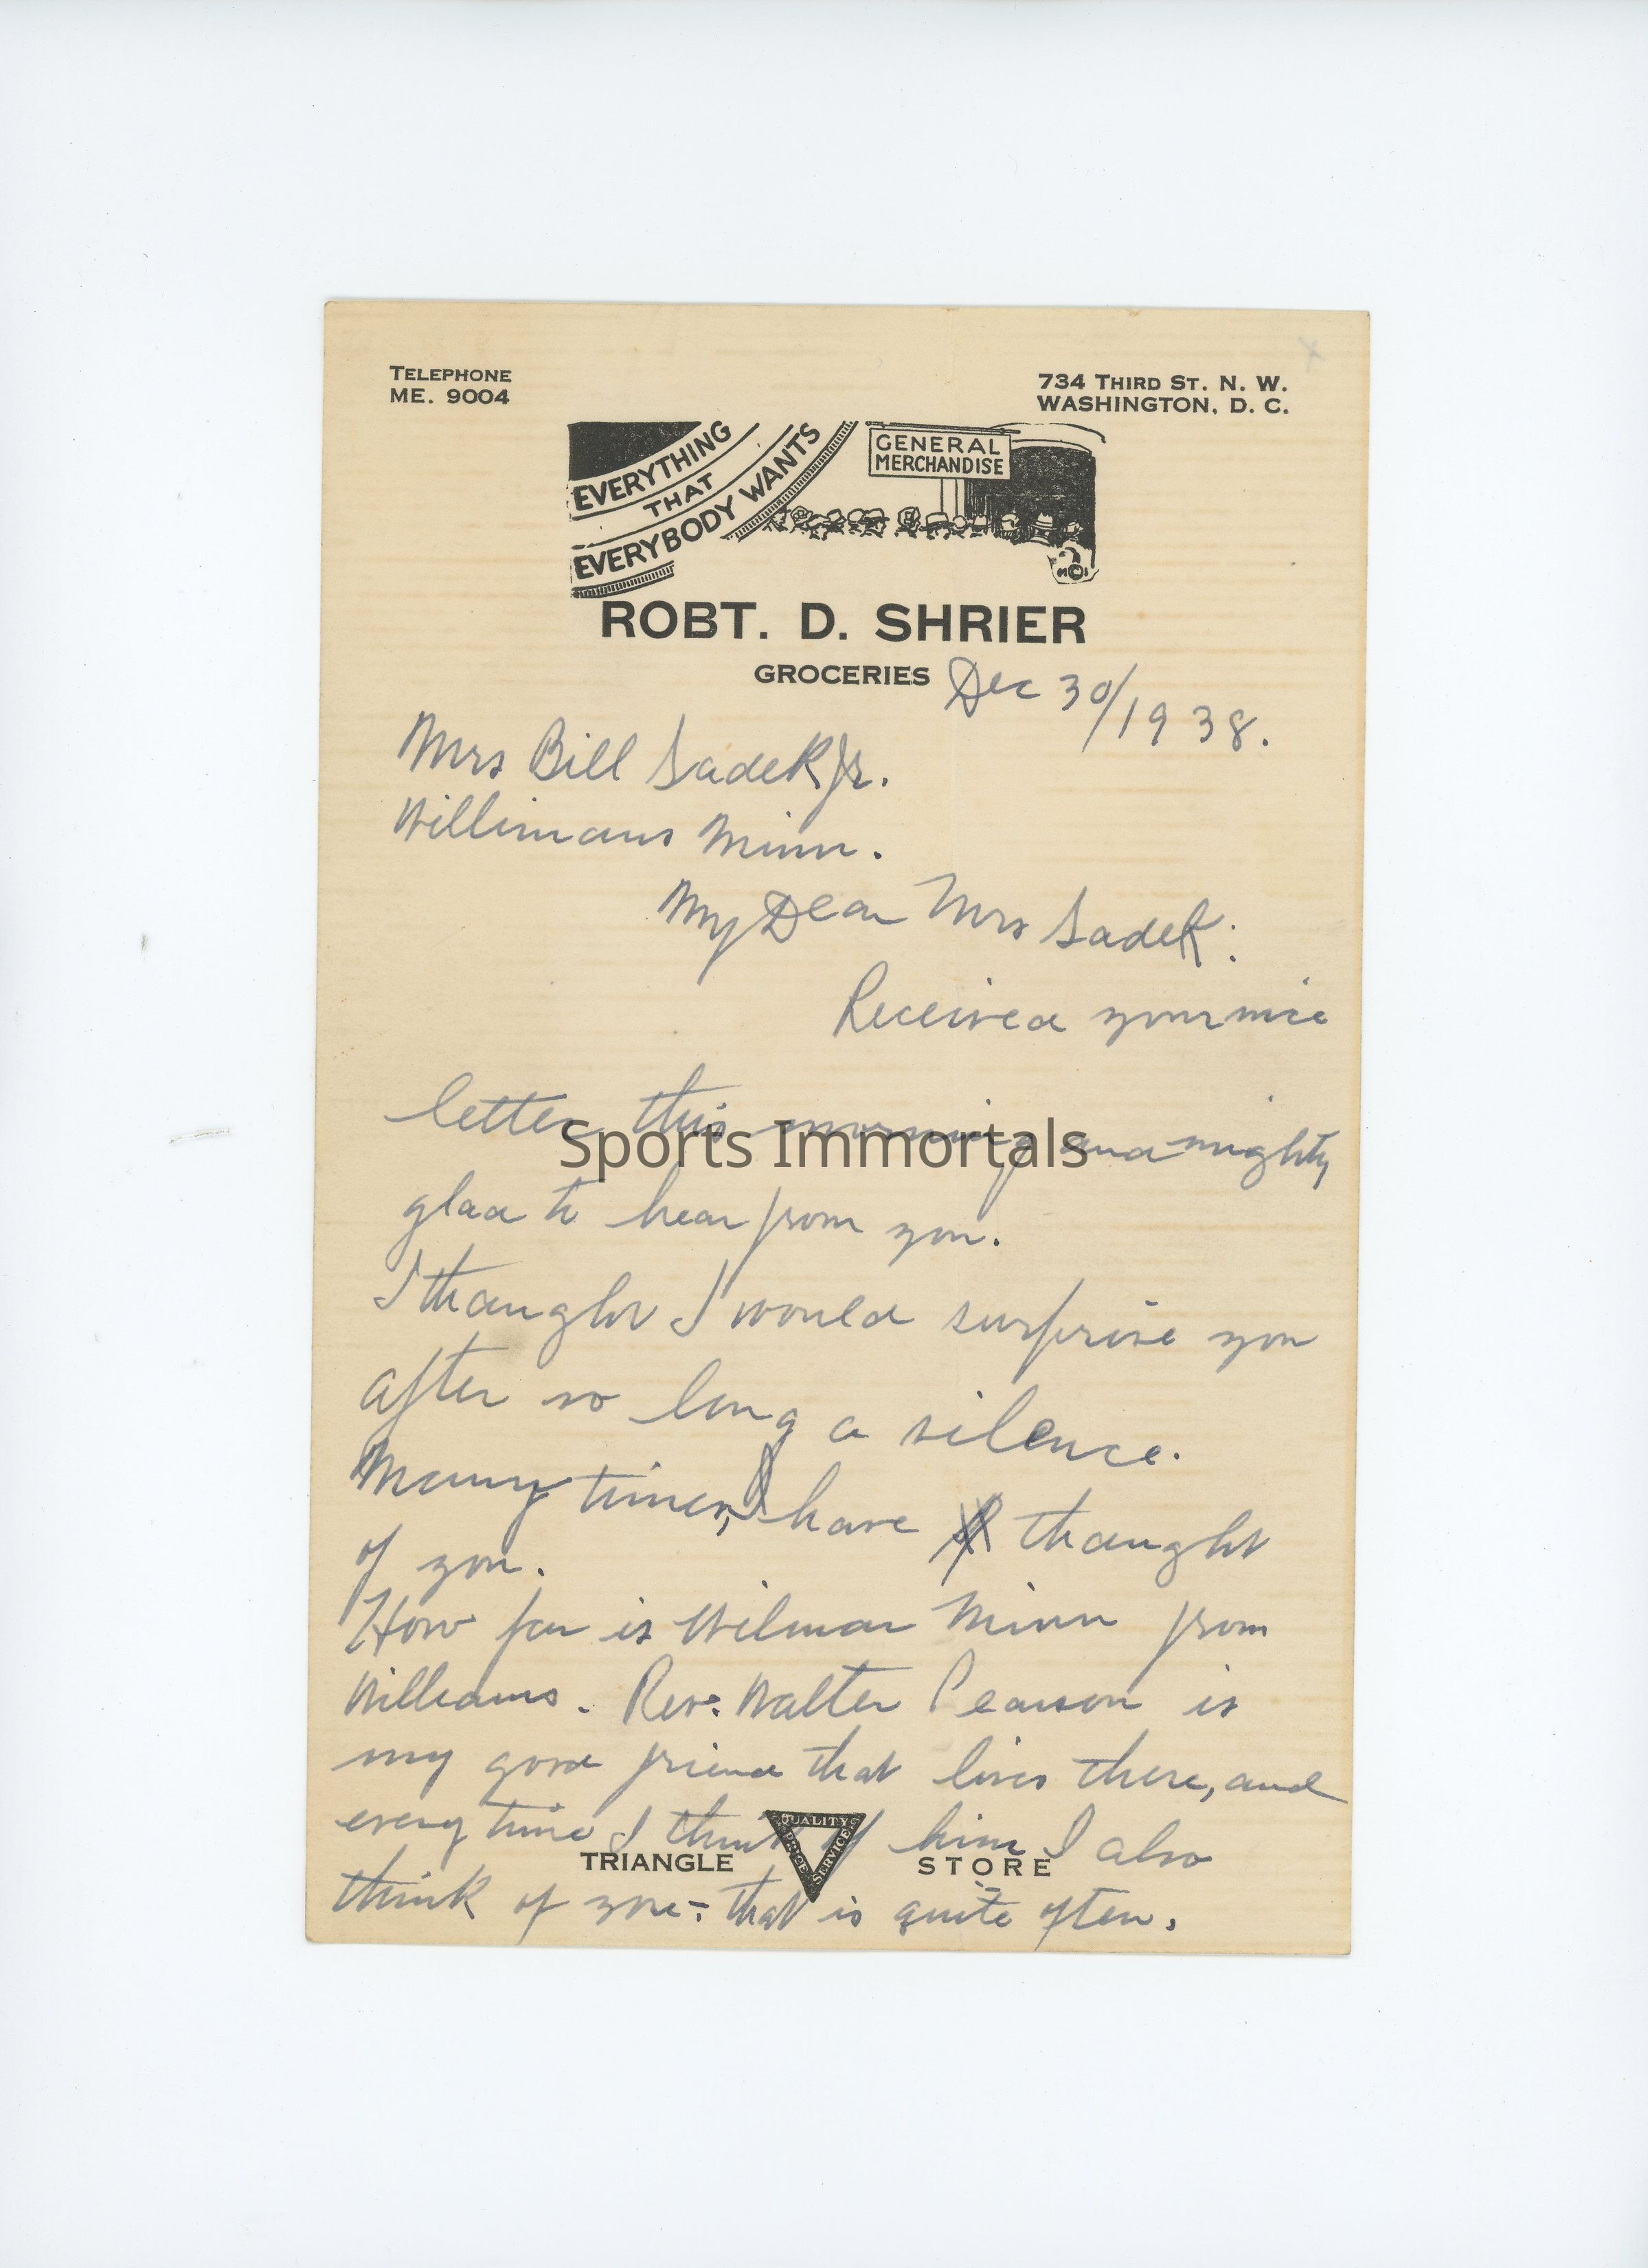 TELEPHONE
ME. 9004
734 THIRD ST. N. W.
WASHINGTON, D. C.
EVERYTHING
THAT
EVERYBODY WANTS
GENERAL
MERCHANDISE
ROBT. D. SHRIER
GROCERIES
Dec 30/1938.
Mrs Bill Sadek Jr.
Willimans Minn.
My Dear Mrs Sadek:
Received your nice
letter this morning and mighty
Sports Immortals
glad to hear from you.
I thought I would surprise you
after so long a silence.
Many times, I have thought
of you.
How far is Wilmar Minn from
Williams. Rev. Walter Pearson is
my good friend that lives there, and
every time I think of him I also
TRIANGLE STORE
QUALITY
PRICE
SERVICE
think of you - that is quite often.